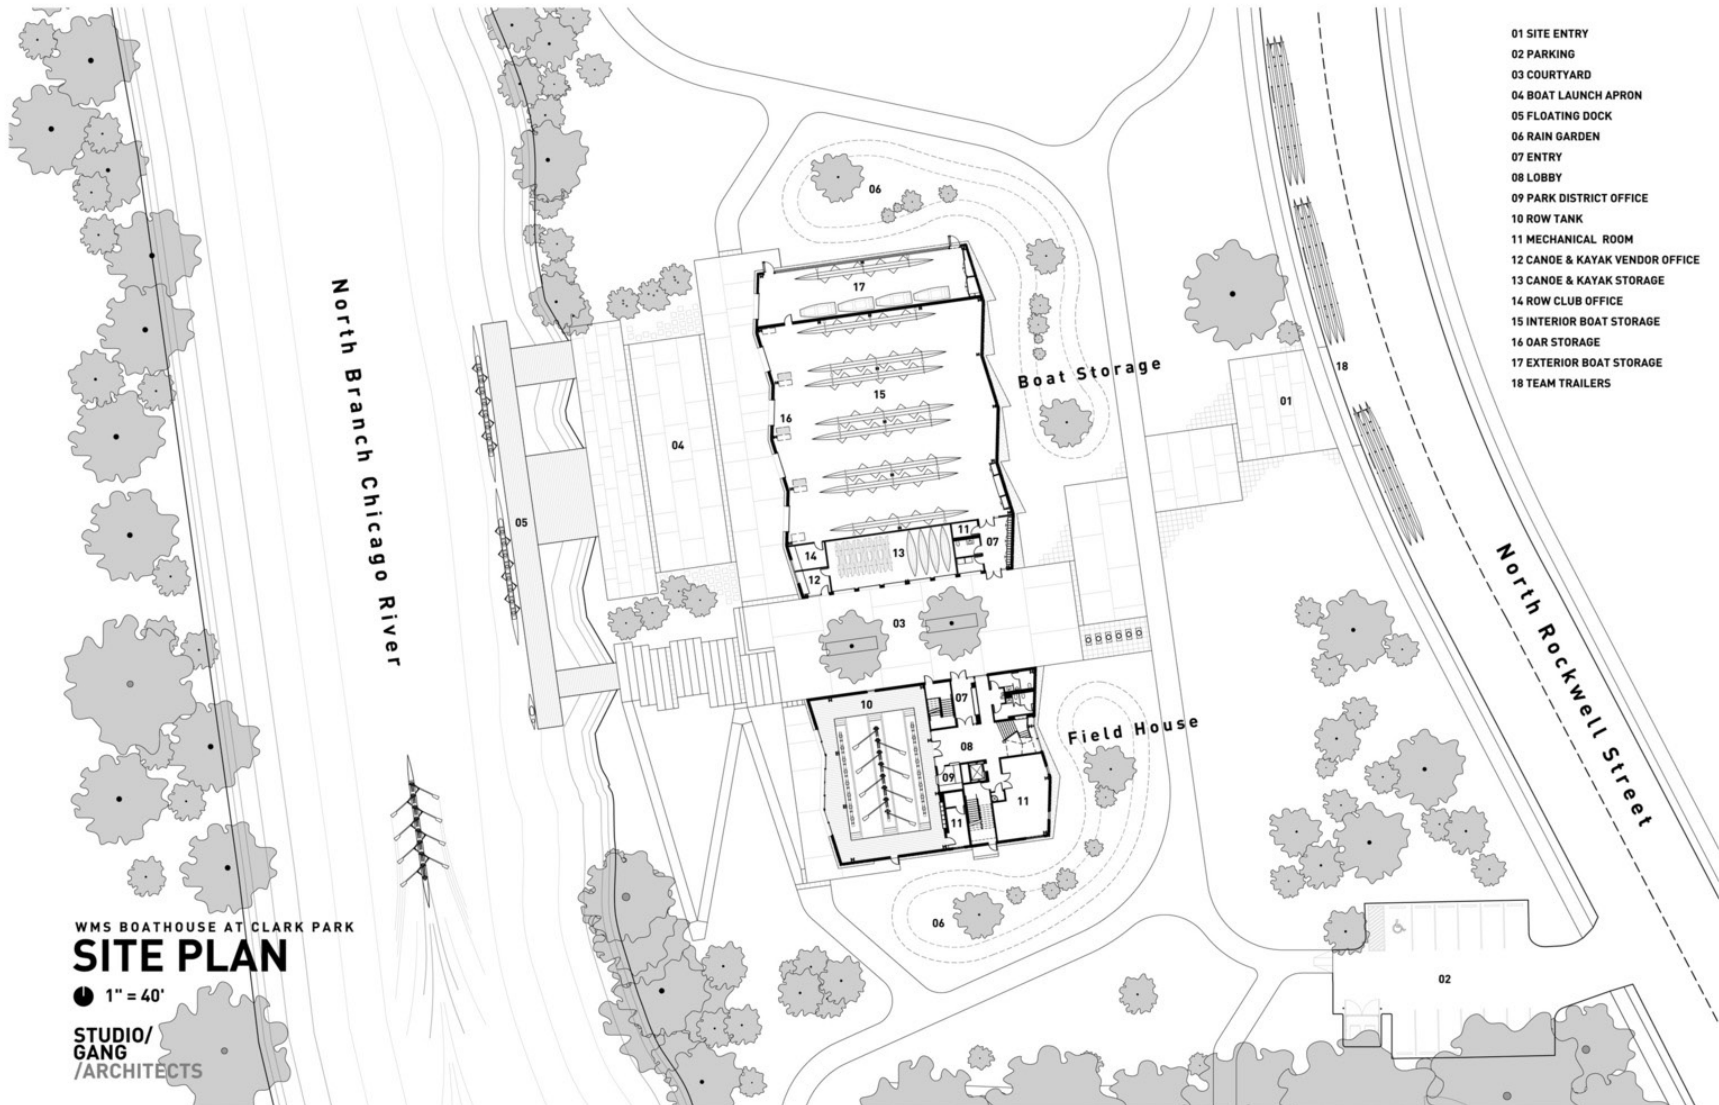 01 SITE ENTRY
02 PARKING
03 COURTYARD
04 BOAT LAUNCH APRON
05 FLOATING DOCK
06 RAIN GARDEN
07 ENTRY
08 LOBBY
09 PARK DISTRICT OFFICE
10 ROW TANK
11 MECHANICAL ROOM
12 CANOE & KAYAK VENDOR OFFICE
13 CANOE & KAYAK STORAGE
14 ROW CLUB OFFICE
15 INTERIOR BOAT STORAGE
16 OAR STORAGE
17 EXTERIOR BOAT STORAGE
18 TEAM TRAILERS
06
17
North Branch Chicago River
Boat Storage
18
15
01
16
04
05
11
07
13
14
12
03
North Rockwell Street
07
10
Field House
08
09
11
11
06
02
WMS BOATHOUSE AT CLARK PARK
SITE PLAN
1" = 40'
STUDIO/
GANG
/ARCHITECTS